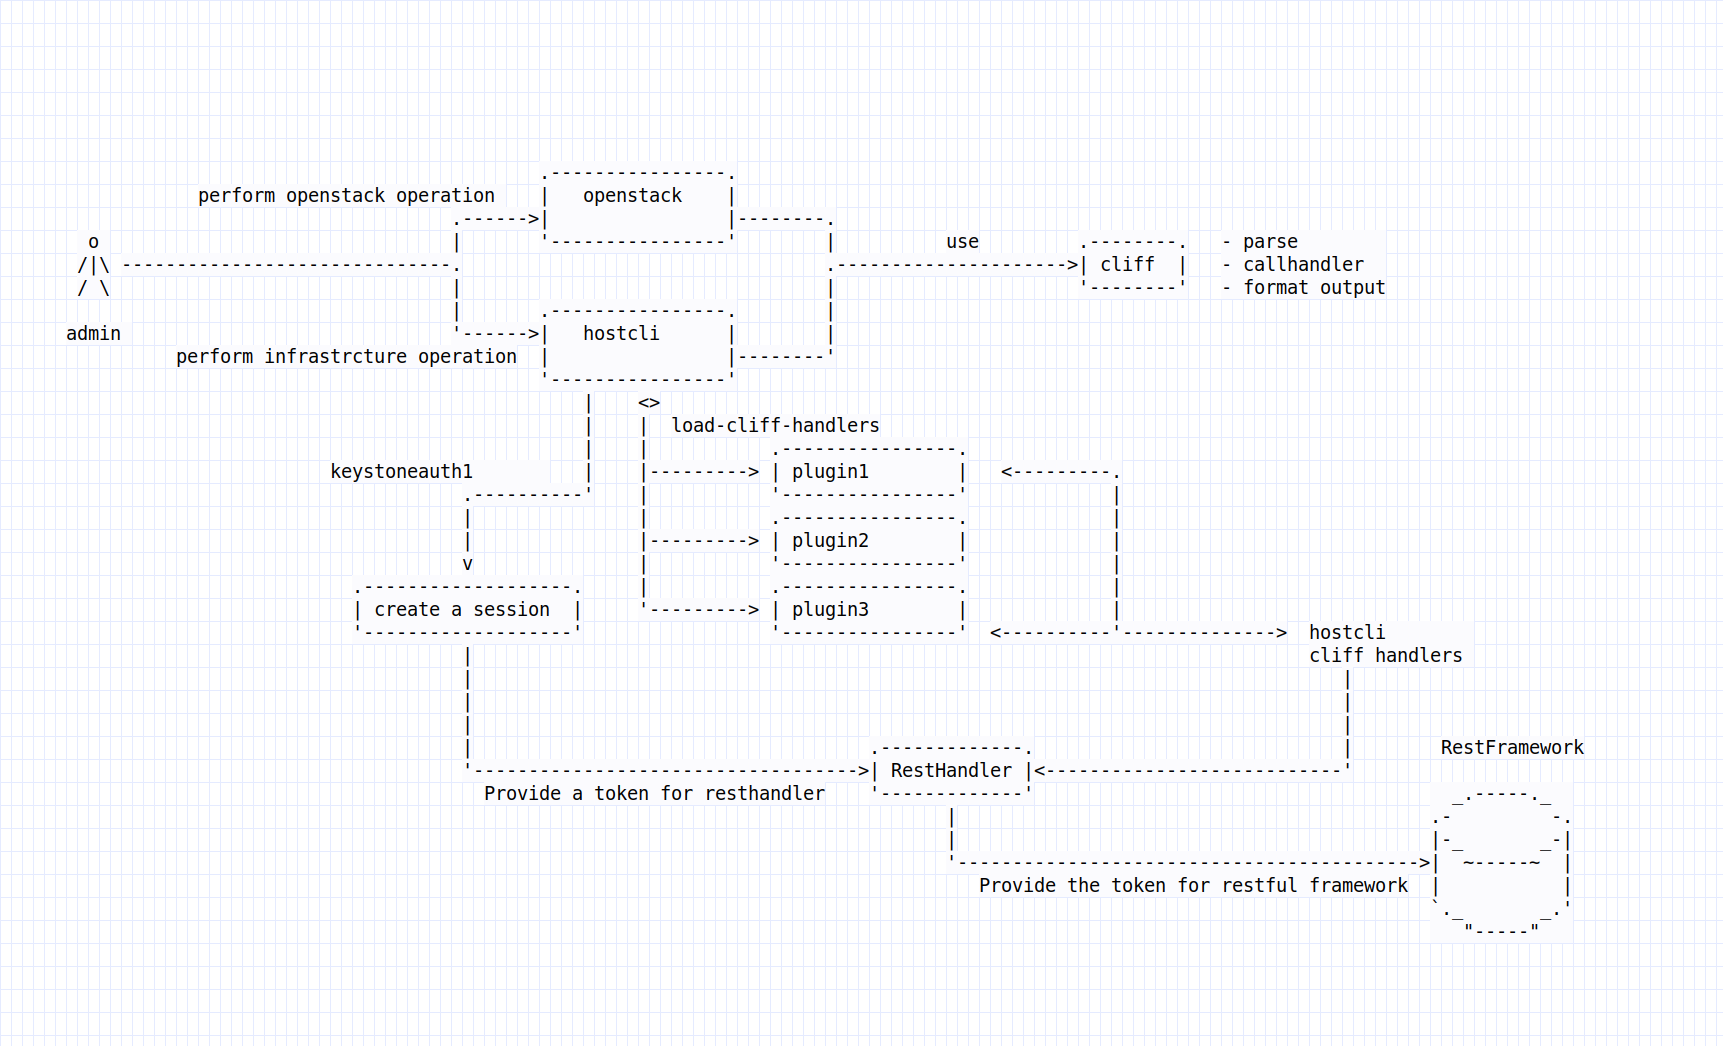 perform openstack operation
openstack
use
cliff
- parse
- callhandler
- format output
admin
hostcli
perform infrastrcture operation
load-cliff-handlers
keystoneauth1
plugin1
plugin2
create a session
plugin3
hostcli
cliff handlers
RestFramework
RestHandler
Provide a token for resthandler
Provide the token for restful framework